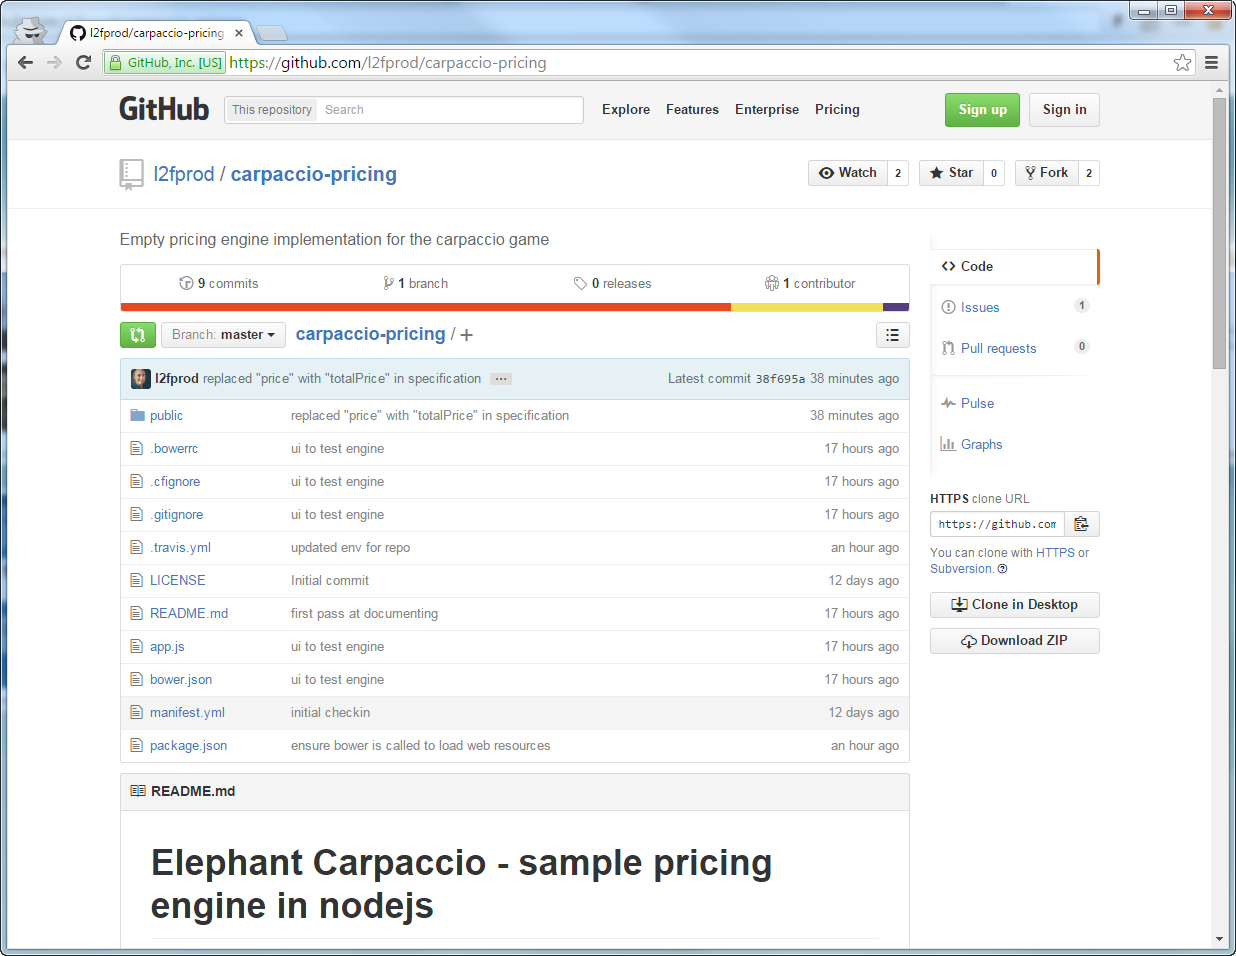 l2fprod/carpaccio-pricing
GitHub, Inc. [US] https://github.com/l2fprod/carpaccio-pricing
GitHub This repository Search Explore Features Enterprise Pricing Sign up Sign in
l2fprod / carpaccio-pricing Watch 2 Star 0 Fork 2
Empty pricing engine implementation for the carpaccio game
9 commits 1 branch 0 releases 1 contributor
Branch: master carpaccio-pricing / +
l2fprod replaced "price" with "totalPrice" in specification ... Latest commit 38f695a 38 minutes ago
public replaced "price" with "totalPrice" in specification 38 minutes ago
.bowerrc ui to test engine 17 hours ago
.cfignore ui to test engine 17 hours ago
.gitignore ui to test engine 17 hours ago
.travis.yml updated env for repo an hour ago
LICENSE Initial commit 12 days ago
README.md first pass at documenting 17 hours ago
app.js ui to test engine 17 hours ago
bower.json ui to test engine 17 hours ago
manifest.yml initial checkin 12 days ago
package.json ensure bower is called to load web resources an hour ago
README.md
Elephant Carpaccio - sample pricing
engine in nodejs
Code
Issues 1
Pull requests 0
Pulse
Graphs
HTTPS clone URL
https://github.com
You can clone with HTTPS or
Subversion.
Clone in Desktop
Download ZIP